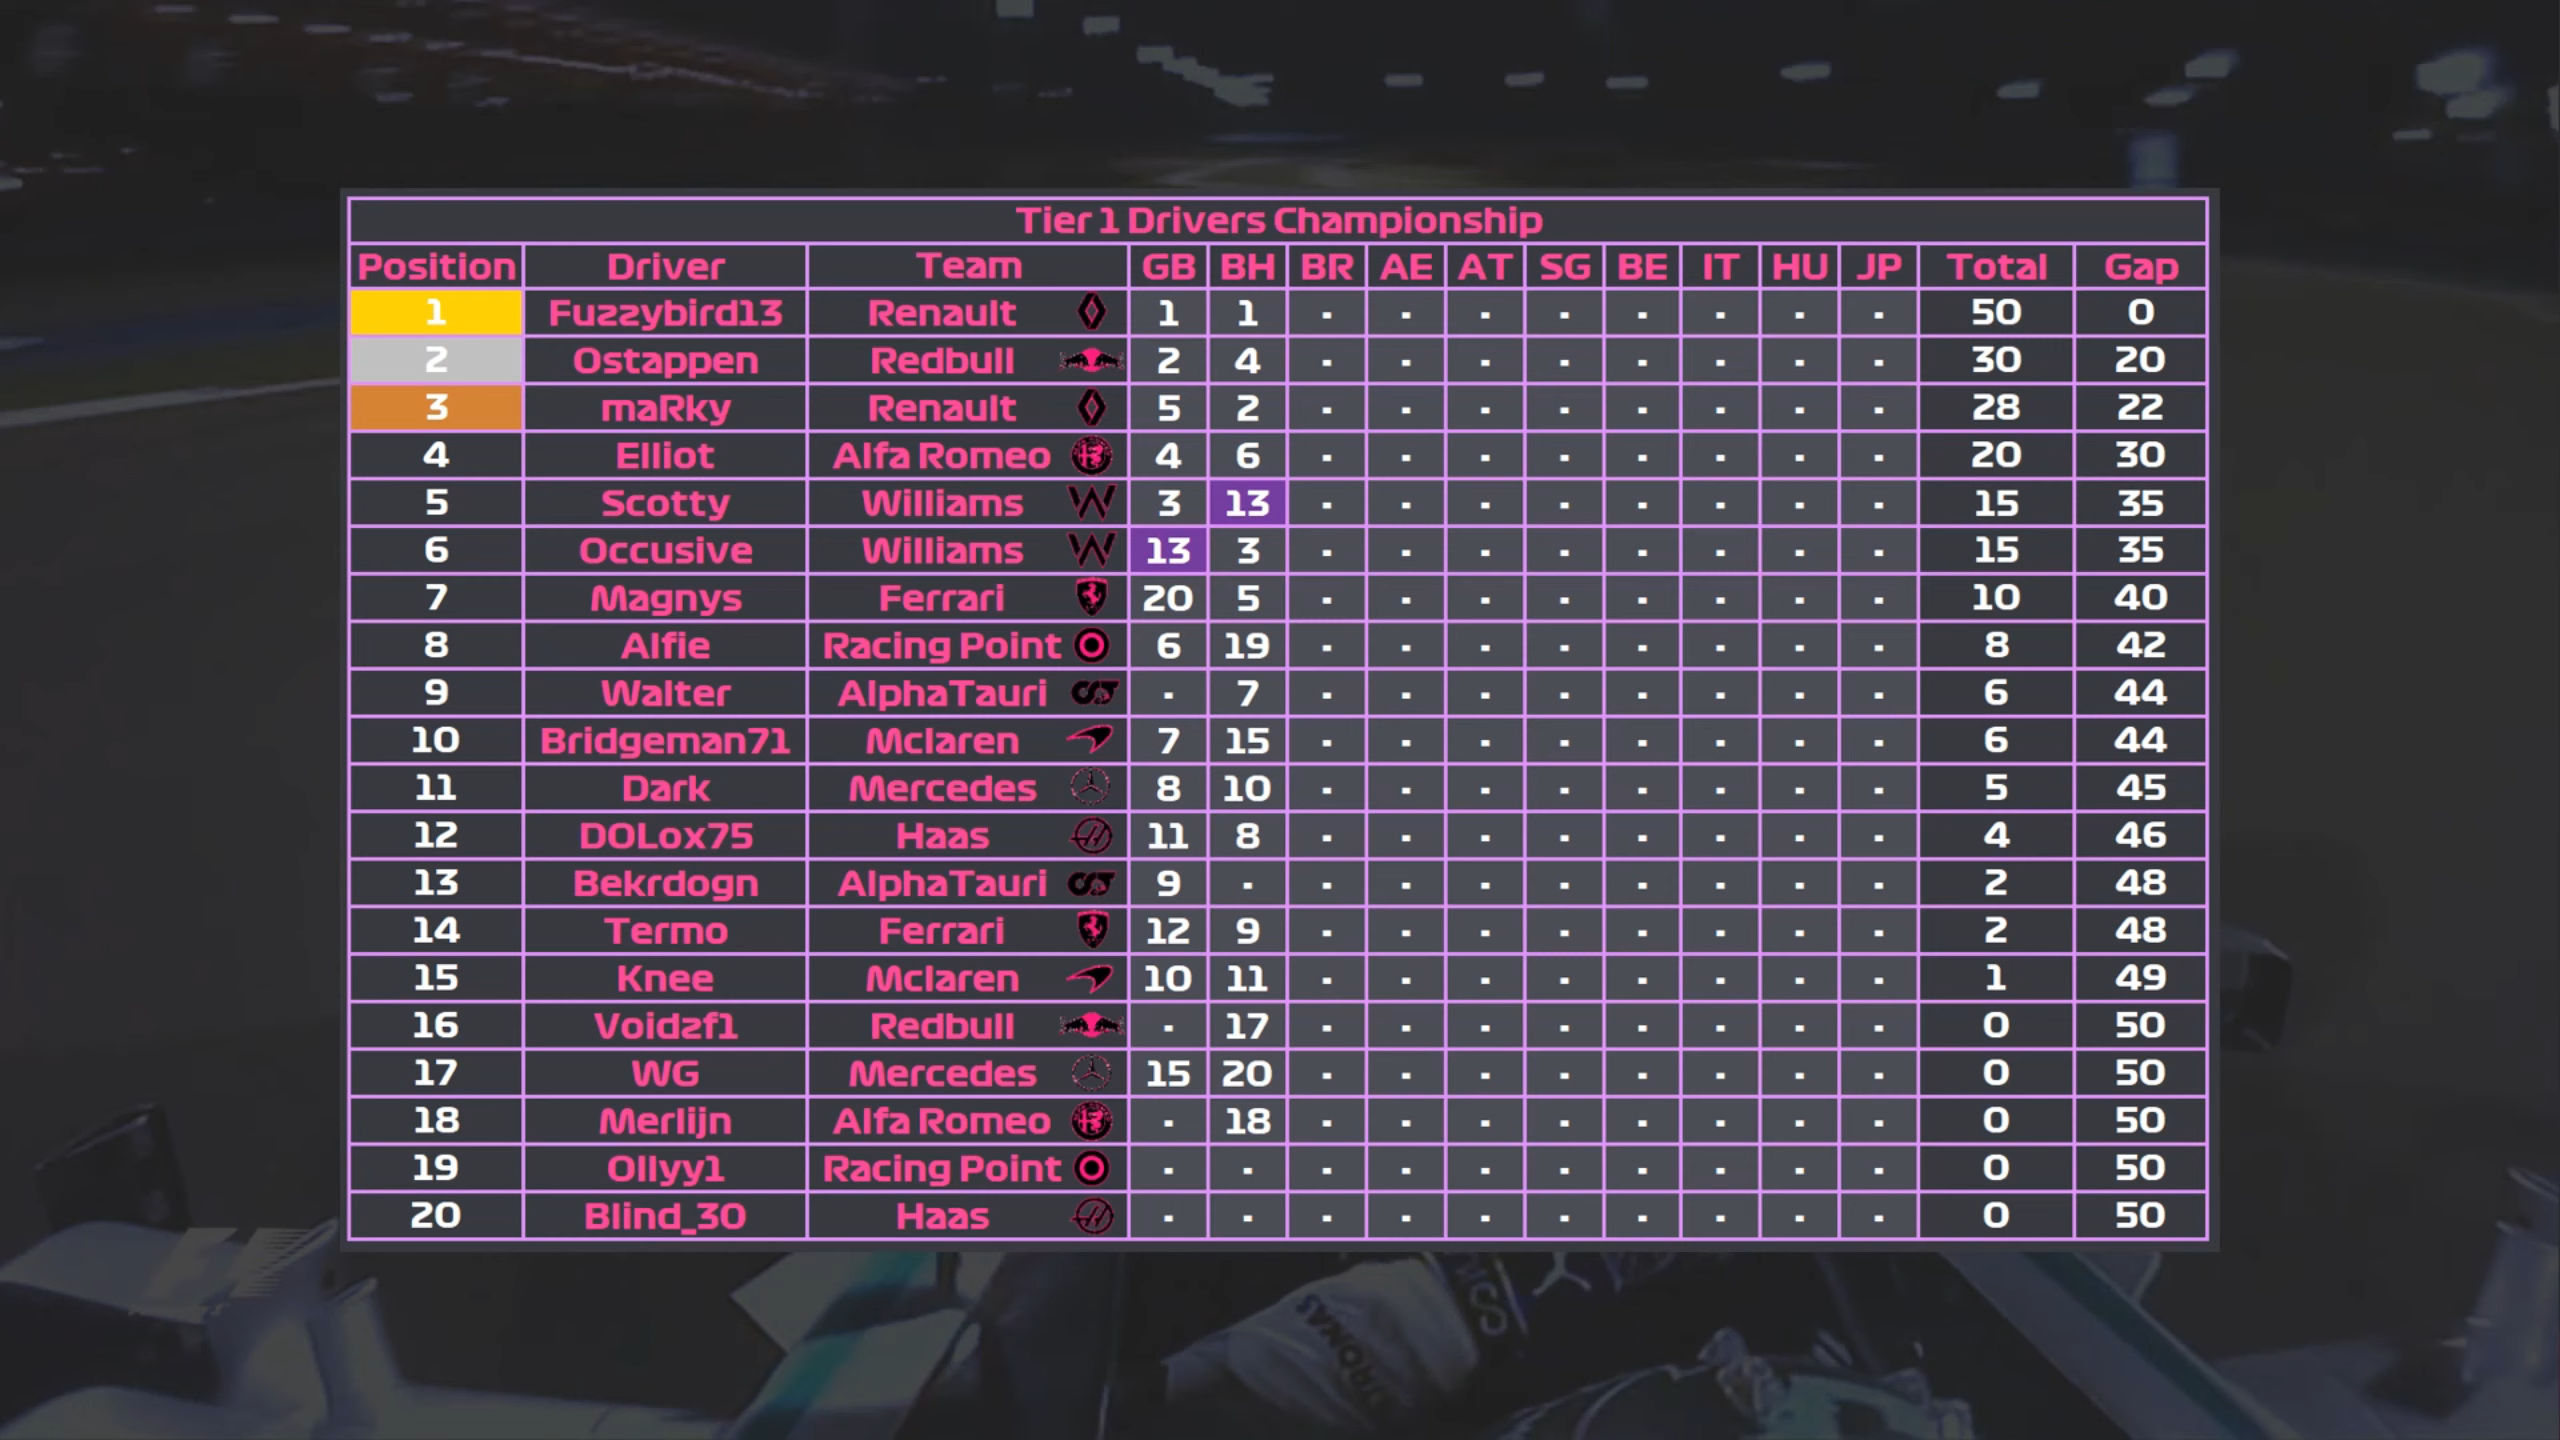 Tier 1 Drivers Championship
Position Driver Team GB BH BR AE AT SG BE IT HU JP Total Gap
1 Fuzzybird13 Renault 1 1 - - - - - - - - 50 0
2 Ostappen Redbull 2 4 - - - - - - - - 30 20
3 maRky Renault 5 2 - - - - - - - - 28 22
4 Elliot Alfa Romeo 4 6 - - - - - - - - 20 30
5 Scotty Williams 3 13 - - - - - - - - 15 35
6 Occusive Williams 13 3 - - - - - - - - 15 35
7 Magnys Ferrari 20 5 - - - - - - - - 10 40
8 Alfie Racing Point 6 19 - - - - - - - - 8 42
9 Walter AlphaTauri - 7 - - - - - - - - 6 44
10 Bridgeman71 Mclaren 7 15 - - - - - - - - 6 44
11 Dark Mercedes 8 10 - - - - - - - - 5 45
12 DOLox75 Haas 11 8 - - - - - - - - 4 46
13 Bekrdogn AlphaTauri 9 - - - - - - - - - 2 48
14 Termo Ferrari 12 9 - - - - - - - - 2 48
15 Knee Mclaren 10 11 - - - - - - - - 1 49
16 Voidzf1 Redbull - 17 - - - - - - - - 0 50
17 WG Mercedes 15 20 - - - - - - - - 0 50
18 Merlijn Alfa Romeo - 18 - - - - - - - - 0 50
19 Ollyy1 Racing Point - - - - - - - - - - 0 50
20 Blind_30 Haas - - - - - - - - - - 0 50